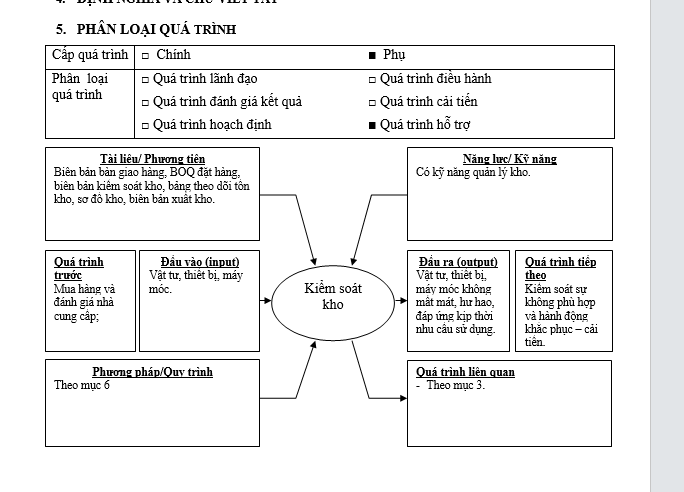 4. ĐỊNH NGHĨA VÀ CHỮ VIẾT TẮT
5. PHÂN LOẠI QUÁ TRÌNH
Cấp quá trình □ Chính ■ Phụ
Phân loại □ Quá trình lãnh đạo □ Quá trình điều hành
quá trình □ Quá trình đánh giá kết quả □ Quá trình cải tiến
□ Quá trình hoạch định ■ Quá trình hỗ trợ
Tài liệu/ Phương tiện
Biên bản bàn giao hàng, BOQ đặt hàng,
biên bản kiểm soát kho, bảng theo dõi tồn
kho, sơ đồ kho, biên bản xuất kho.
Năng lực/ Kỹ năng
Có kỹ năng quản lý kho.
Quá trình
trước
Mua hàng và
đánh giá nhà
cung cấp;
Đầu vào (input)
Vật tư, thiết bị, máy
móc.
Kiểm soát
kho
Đầu ra (output)
Vật tư, thiết bị,
máy móc không
mất mát, hư hao,
đáp ứng kịp thời
nhu cầu sử dụng.
Quá trình tiếp
theo
Kiểm soát sự
không phù hợp
và hành động
khắc phục – cải
tiến.
Phương pháp/Quy trình
Theo mục 6
Quá trình liên quan
- Theo mục 3.